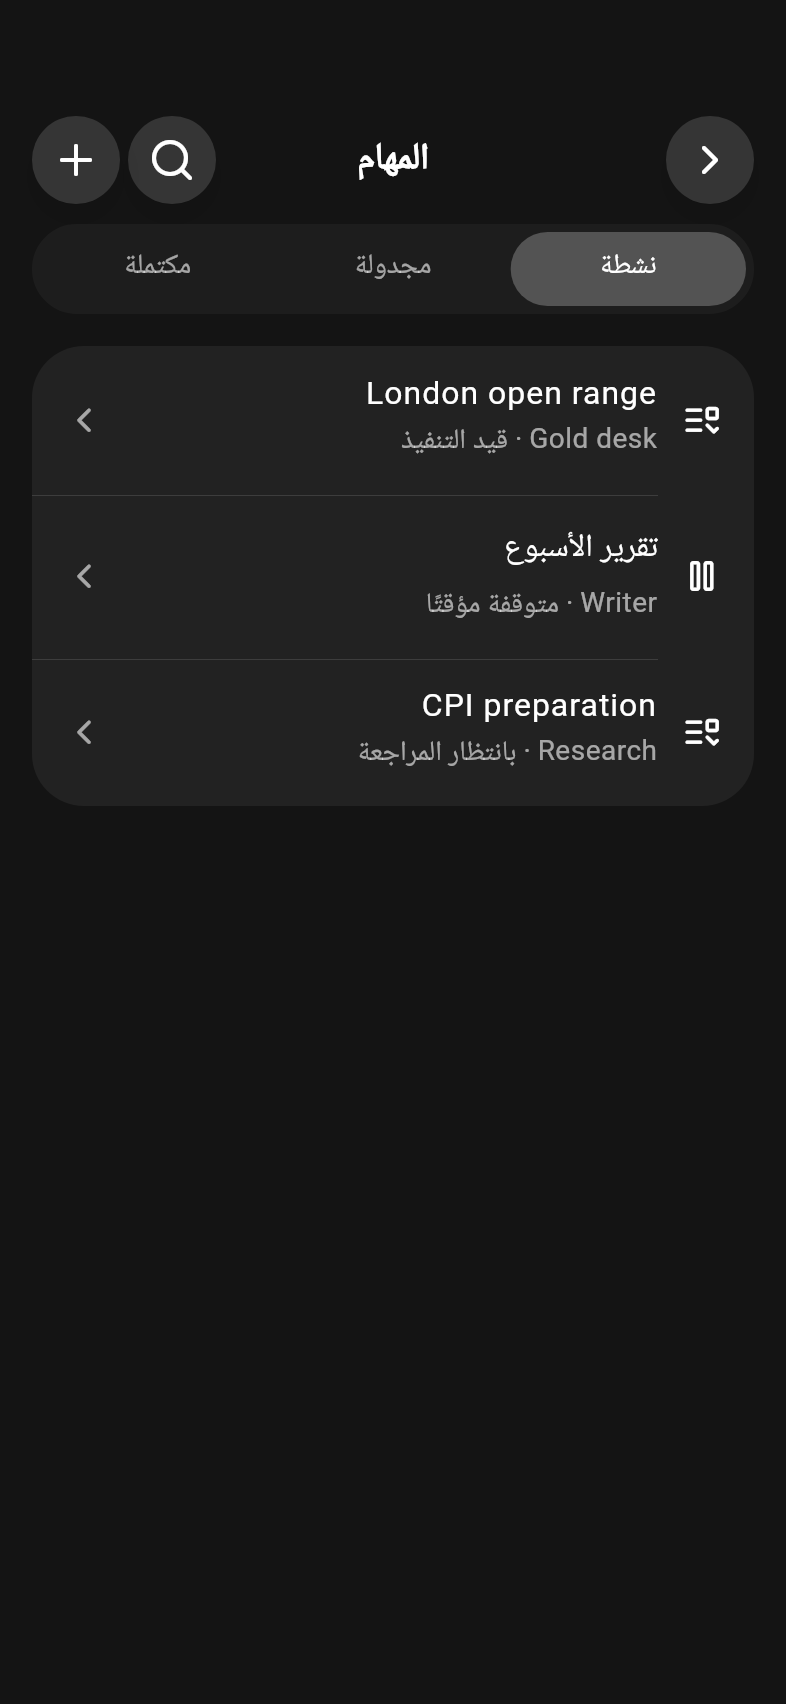 المهام
نشطة
مجدولة
مكتملة
London open range
Gold desk · قيد التنفيذ
تقرير الأسبوع
Writer · متوقفة مؤقتًا
CPI preparation
Research · بانتظار المراجعة